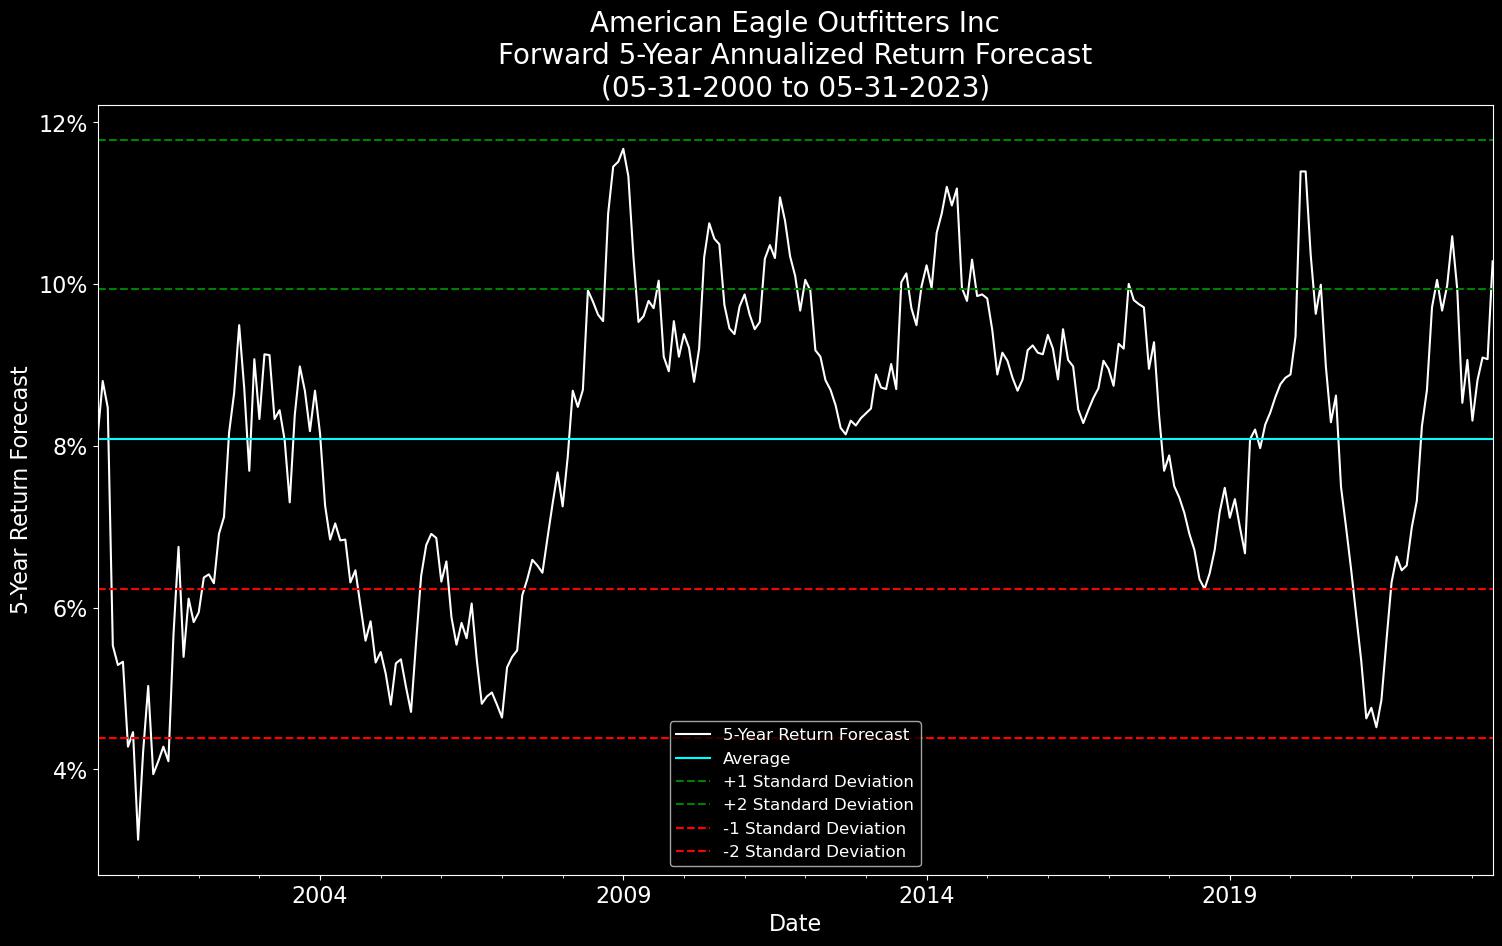 American Eagle Outfitters Inc
Forward 5-Year Annualized Return Forecast
(05-31-2000 to 05-31-2023)
12%
10%
8%
6%
4%
5-Year Return Forecast
5-Year Return Forecast
Average
+1 Standard Deviation
+2 Standard Deviation
-1 Standard Deviation
-2 Standard Deviation
2004 2009 2014 2019
Date